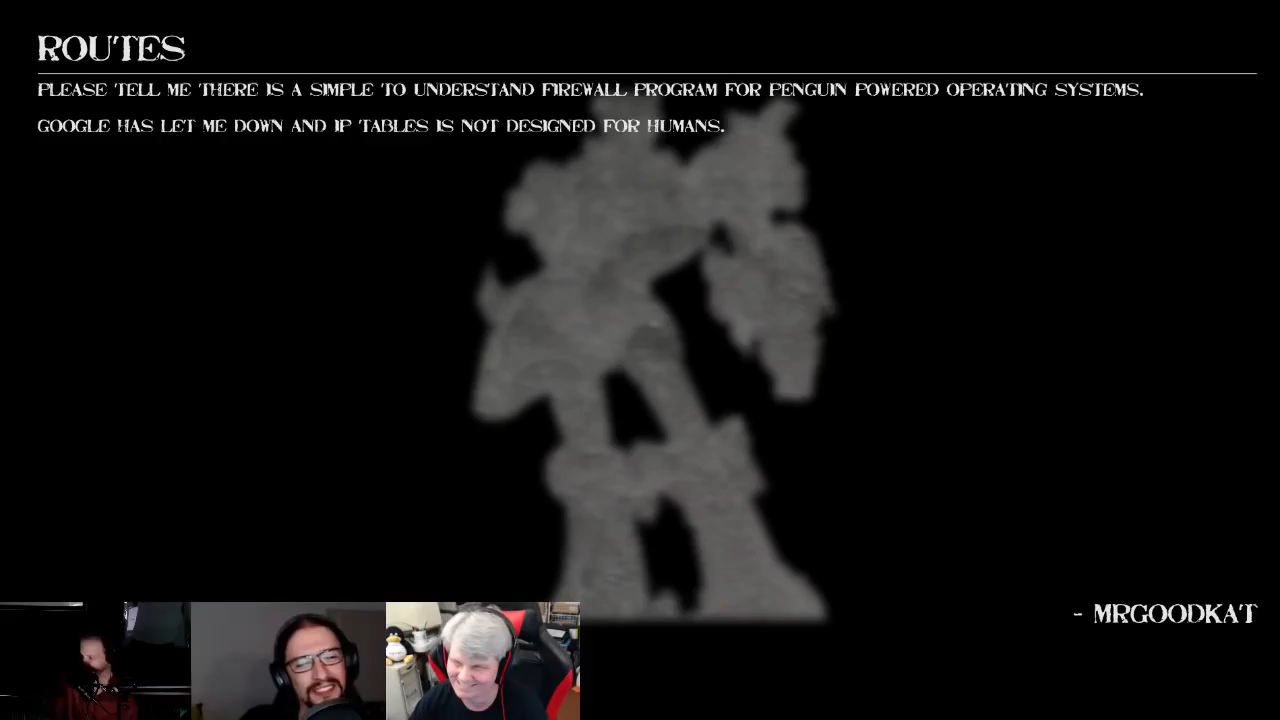 ROUTES
PLEASE TELL ME THERE IS A SIMPLE TO UNDERSTAND FIREWALL PROGRAM FOR PENGUIN POWERED OPERATING SYSTEMS.
GOOGLE HAS LET ME DOWN AND IP TABLES IS NOT DESIGNED FOR HUMANS.
- MRGOODKAT